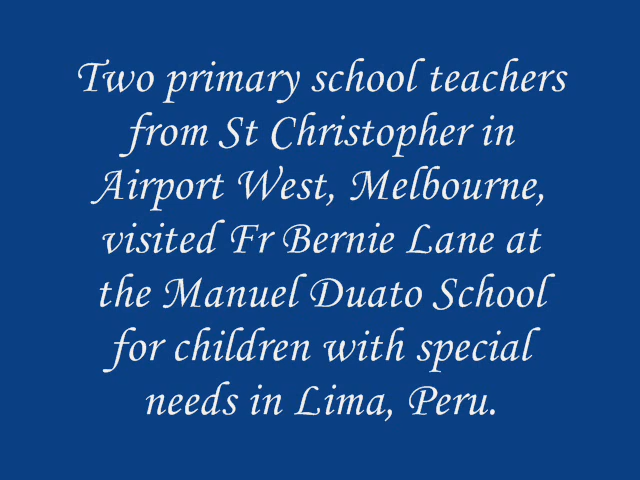 Two primary school teachers
from St Christopher in
Airport West, Melbourne,
visited Fr Bernie Lane at
the Manuel Duato School
for children with special
needs in Lima, Peru.